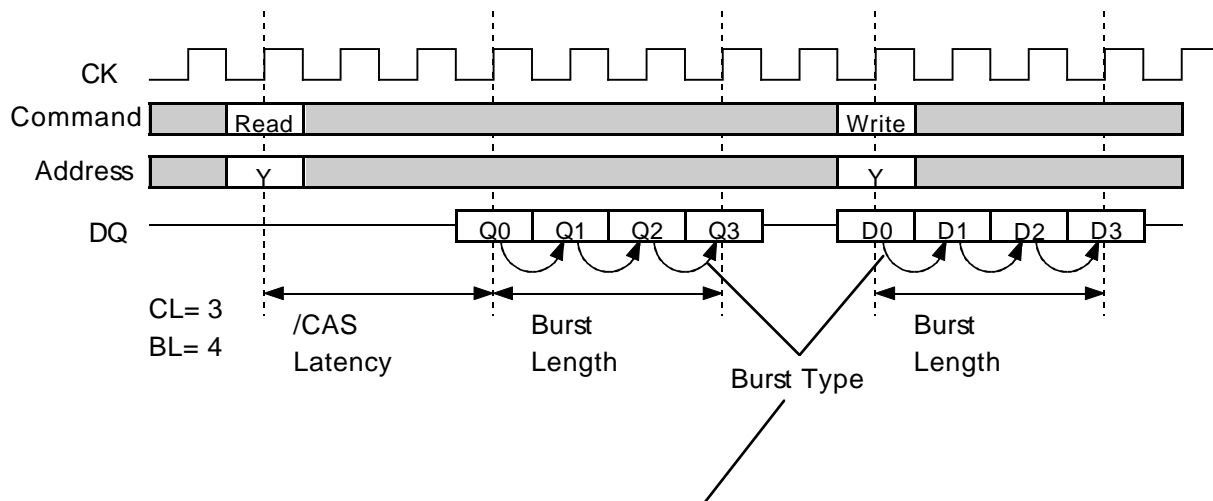 CK
Command Read Write
Address Y Y
DQ Q0 Q1 Q2 Q3 D0 D1 D2 D3
CL= 3 /CAS Burst Burst
BL= 4 Latency Length Length
Burst Type